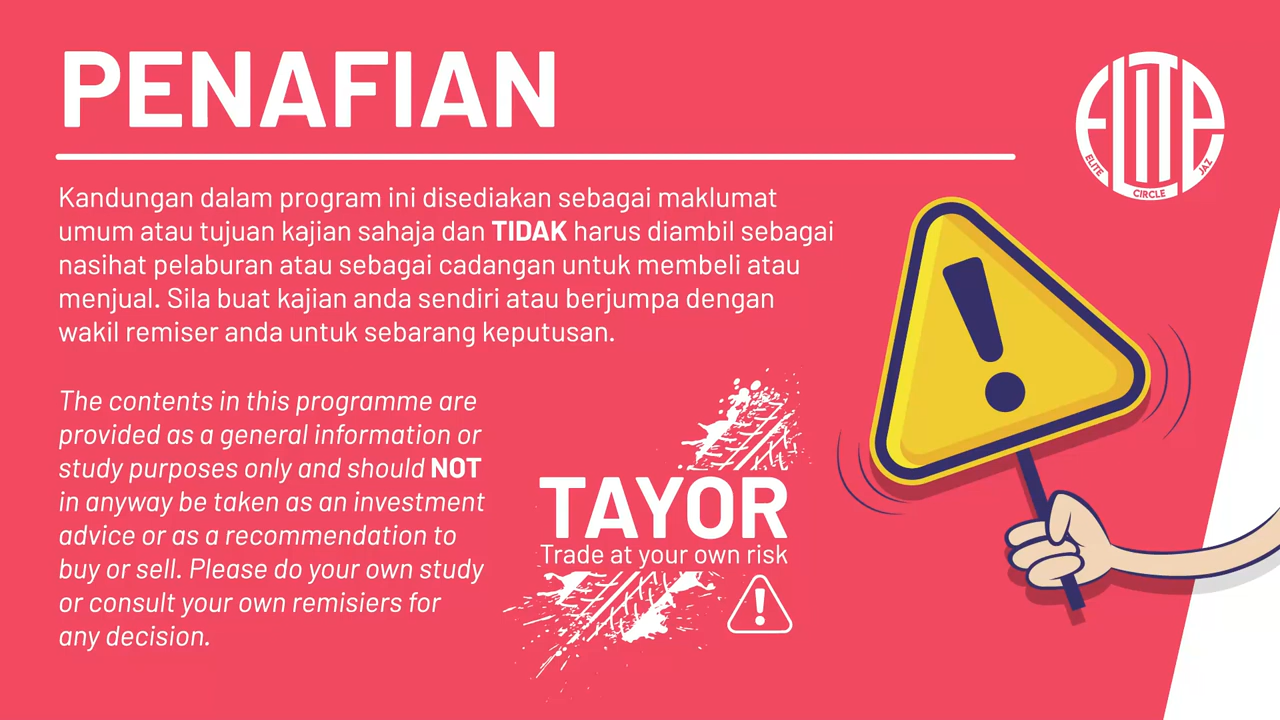 PENAFIAN
ELITE
ELITE CIRCLE JAZ
Kandungan dalam program ini disediakan sebagai maklumat
umum atau tujuan kajian sahaja dan TIDAK harus diambil sebagai
nasihat pelaburan atau sebagai cadangan untuk membeli atau
menjual. Sila buat kajian anda sendiri atau berjumpa dengan
wakil remiser anda untuk sebarang keputusan.
The contents in this programme are
provided as a general information or
study purposes only and should NOT
in anyway be taken as an investment
advice or as a recommendation to
buy or sell. Please do your own study
or consult your own remisiers for
any decision.
TAYOR
Trade at your own risk